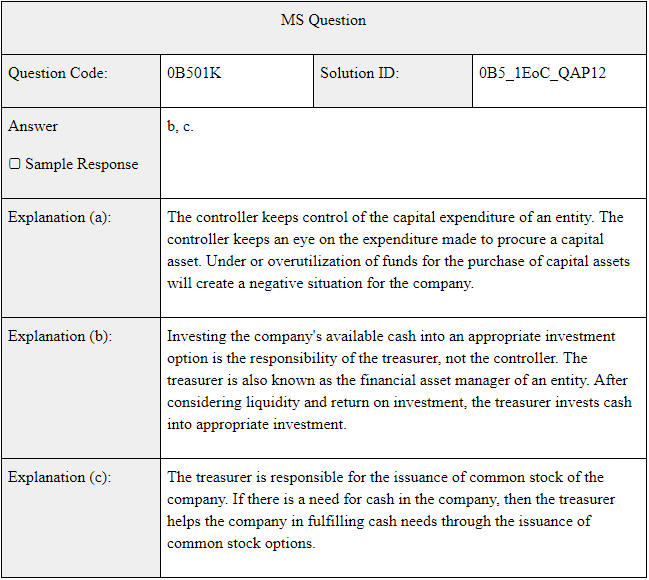 MS Question
Question Code:
0B501K
Solution ID:
0B5_1EoC_QAP12
Answer
☐ Sample Response
b, c.
Explanation (a):
The controller keeps control of the capital expenditure of an entity. The
controller keeps an eye on the expenditure made to procure a capital
asset. Under or overutilization of funds for the purchase of capital assets
will create a negative situation for the company.
Explanation (b):
Investing the company's available cash into an appropriate investment
option is the responsibility of the treasurer, not the controller. The
treasurer is also known as the financial asset manager of an entity. After
considering liquidity and return on investment, the treasurer invests cash
into appropriate investment.
Explanation (c):
The treasurer is responsible for the issuance of common stock of the
company. If there is a need for cash in the company, then the treasurer
helps the company in fulfilling cash needs through the issuance of
common stock options.